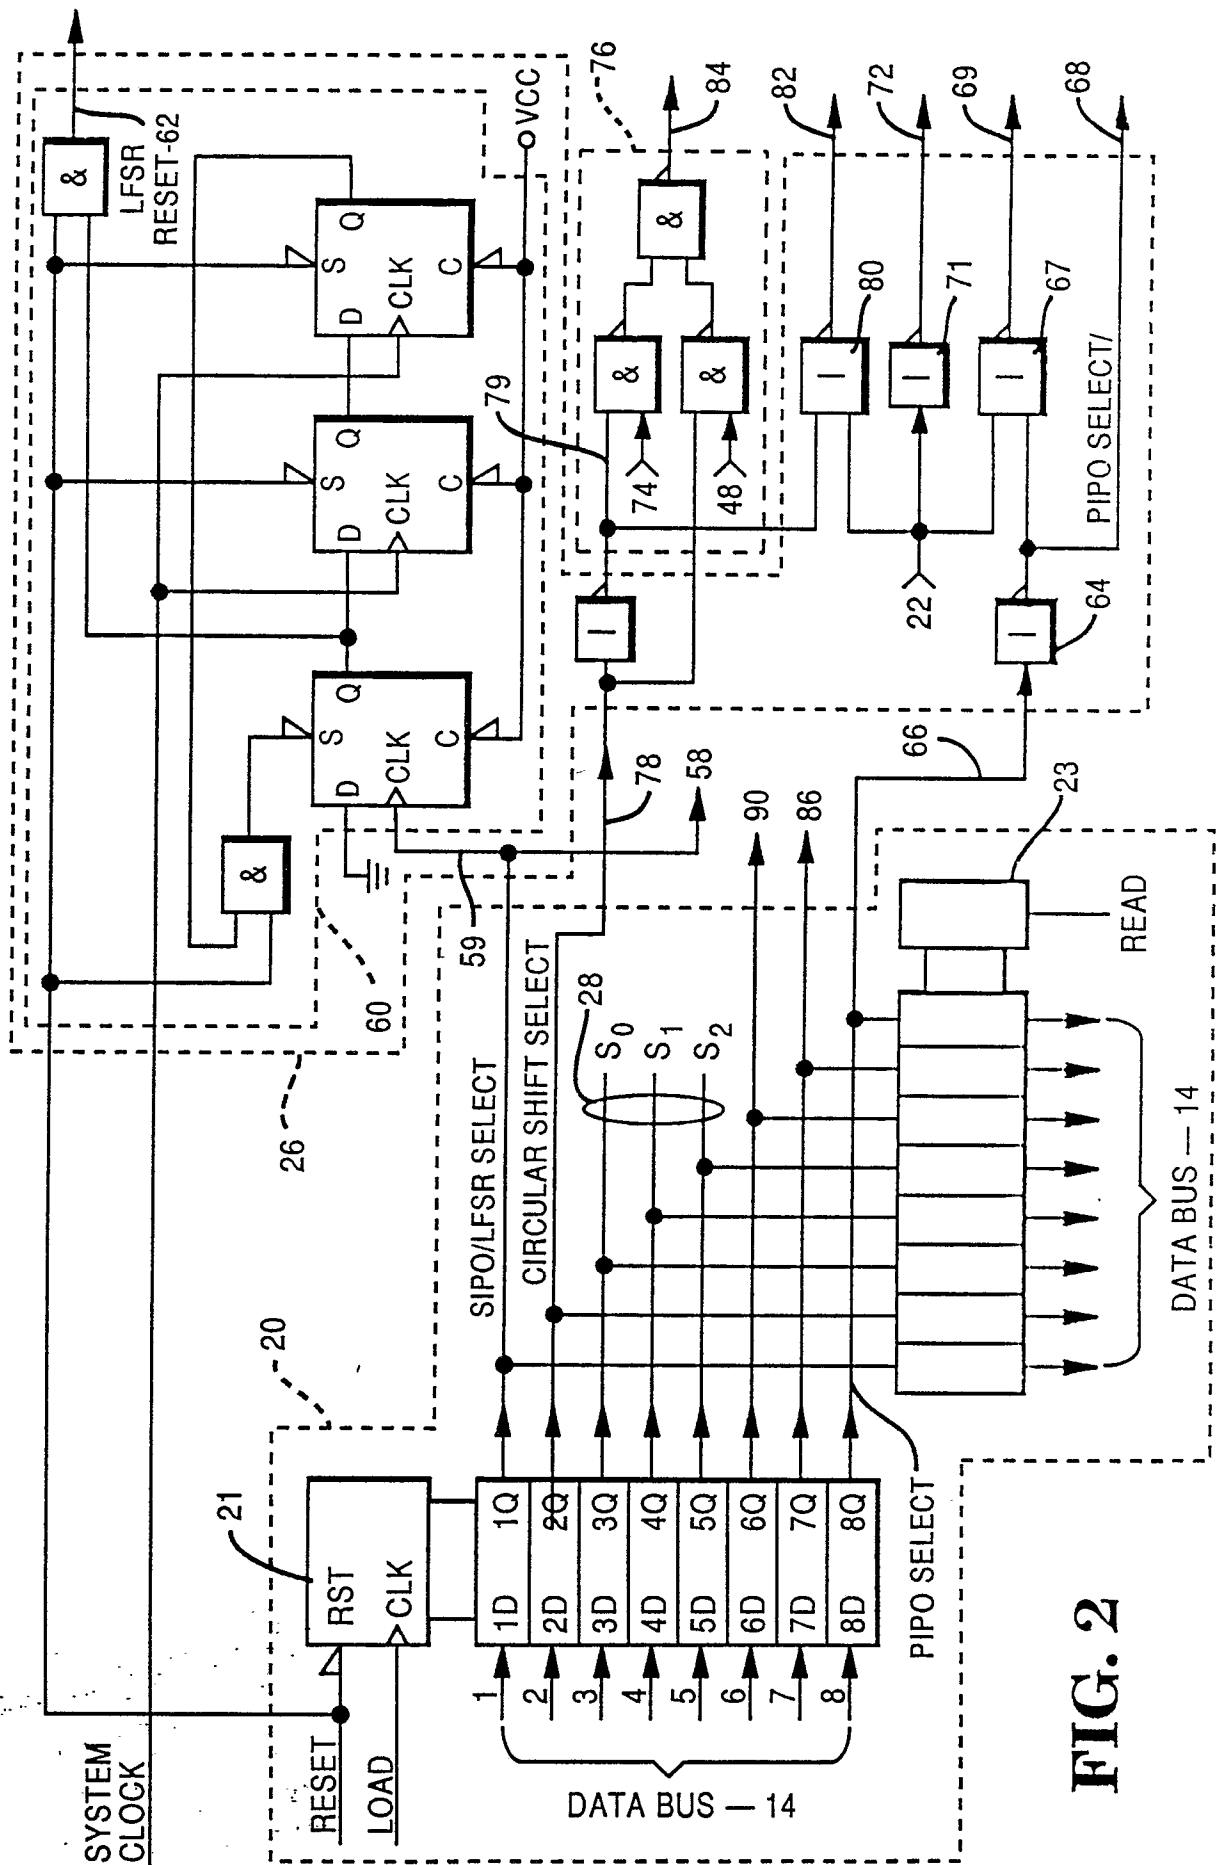 LFSR
RESET-62
&
S
Q
D
CLK
C
S
Q
D
CLK
C
S
Q
D
CLK
C
VCC
&
60
26
59
58
76
84
&
&
&
79
74
48
82
72
69
68
80
71
67
22
64
PIPO SELECT/
78
66
90
86
23
READ
28
S0
S1
S2
SIPO/LFSR SELECT
CIRCULAR SHIFT SELECT
DATA BUS — 14
20
21
RST
CLK
1D 1Q
2D 2Q
3D 3Q
4D 4Q
5D 5Q
6D 6Q
7D 7Q
8D 8Q
1
2
3
4
5
6
7
8
PIPO SELECT
SYSTEM
CLOCK
RESET
LOAD
DATA BUS — 14
FIG. 2